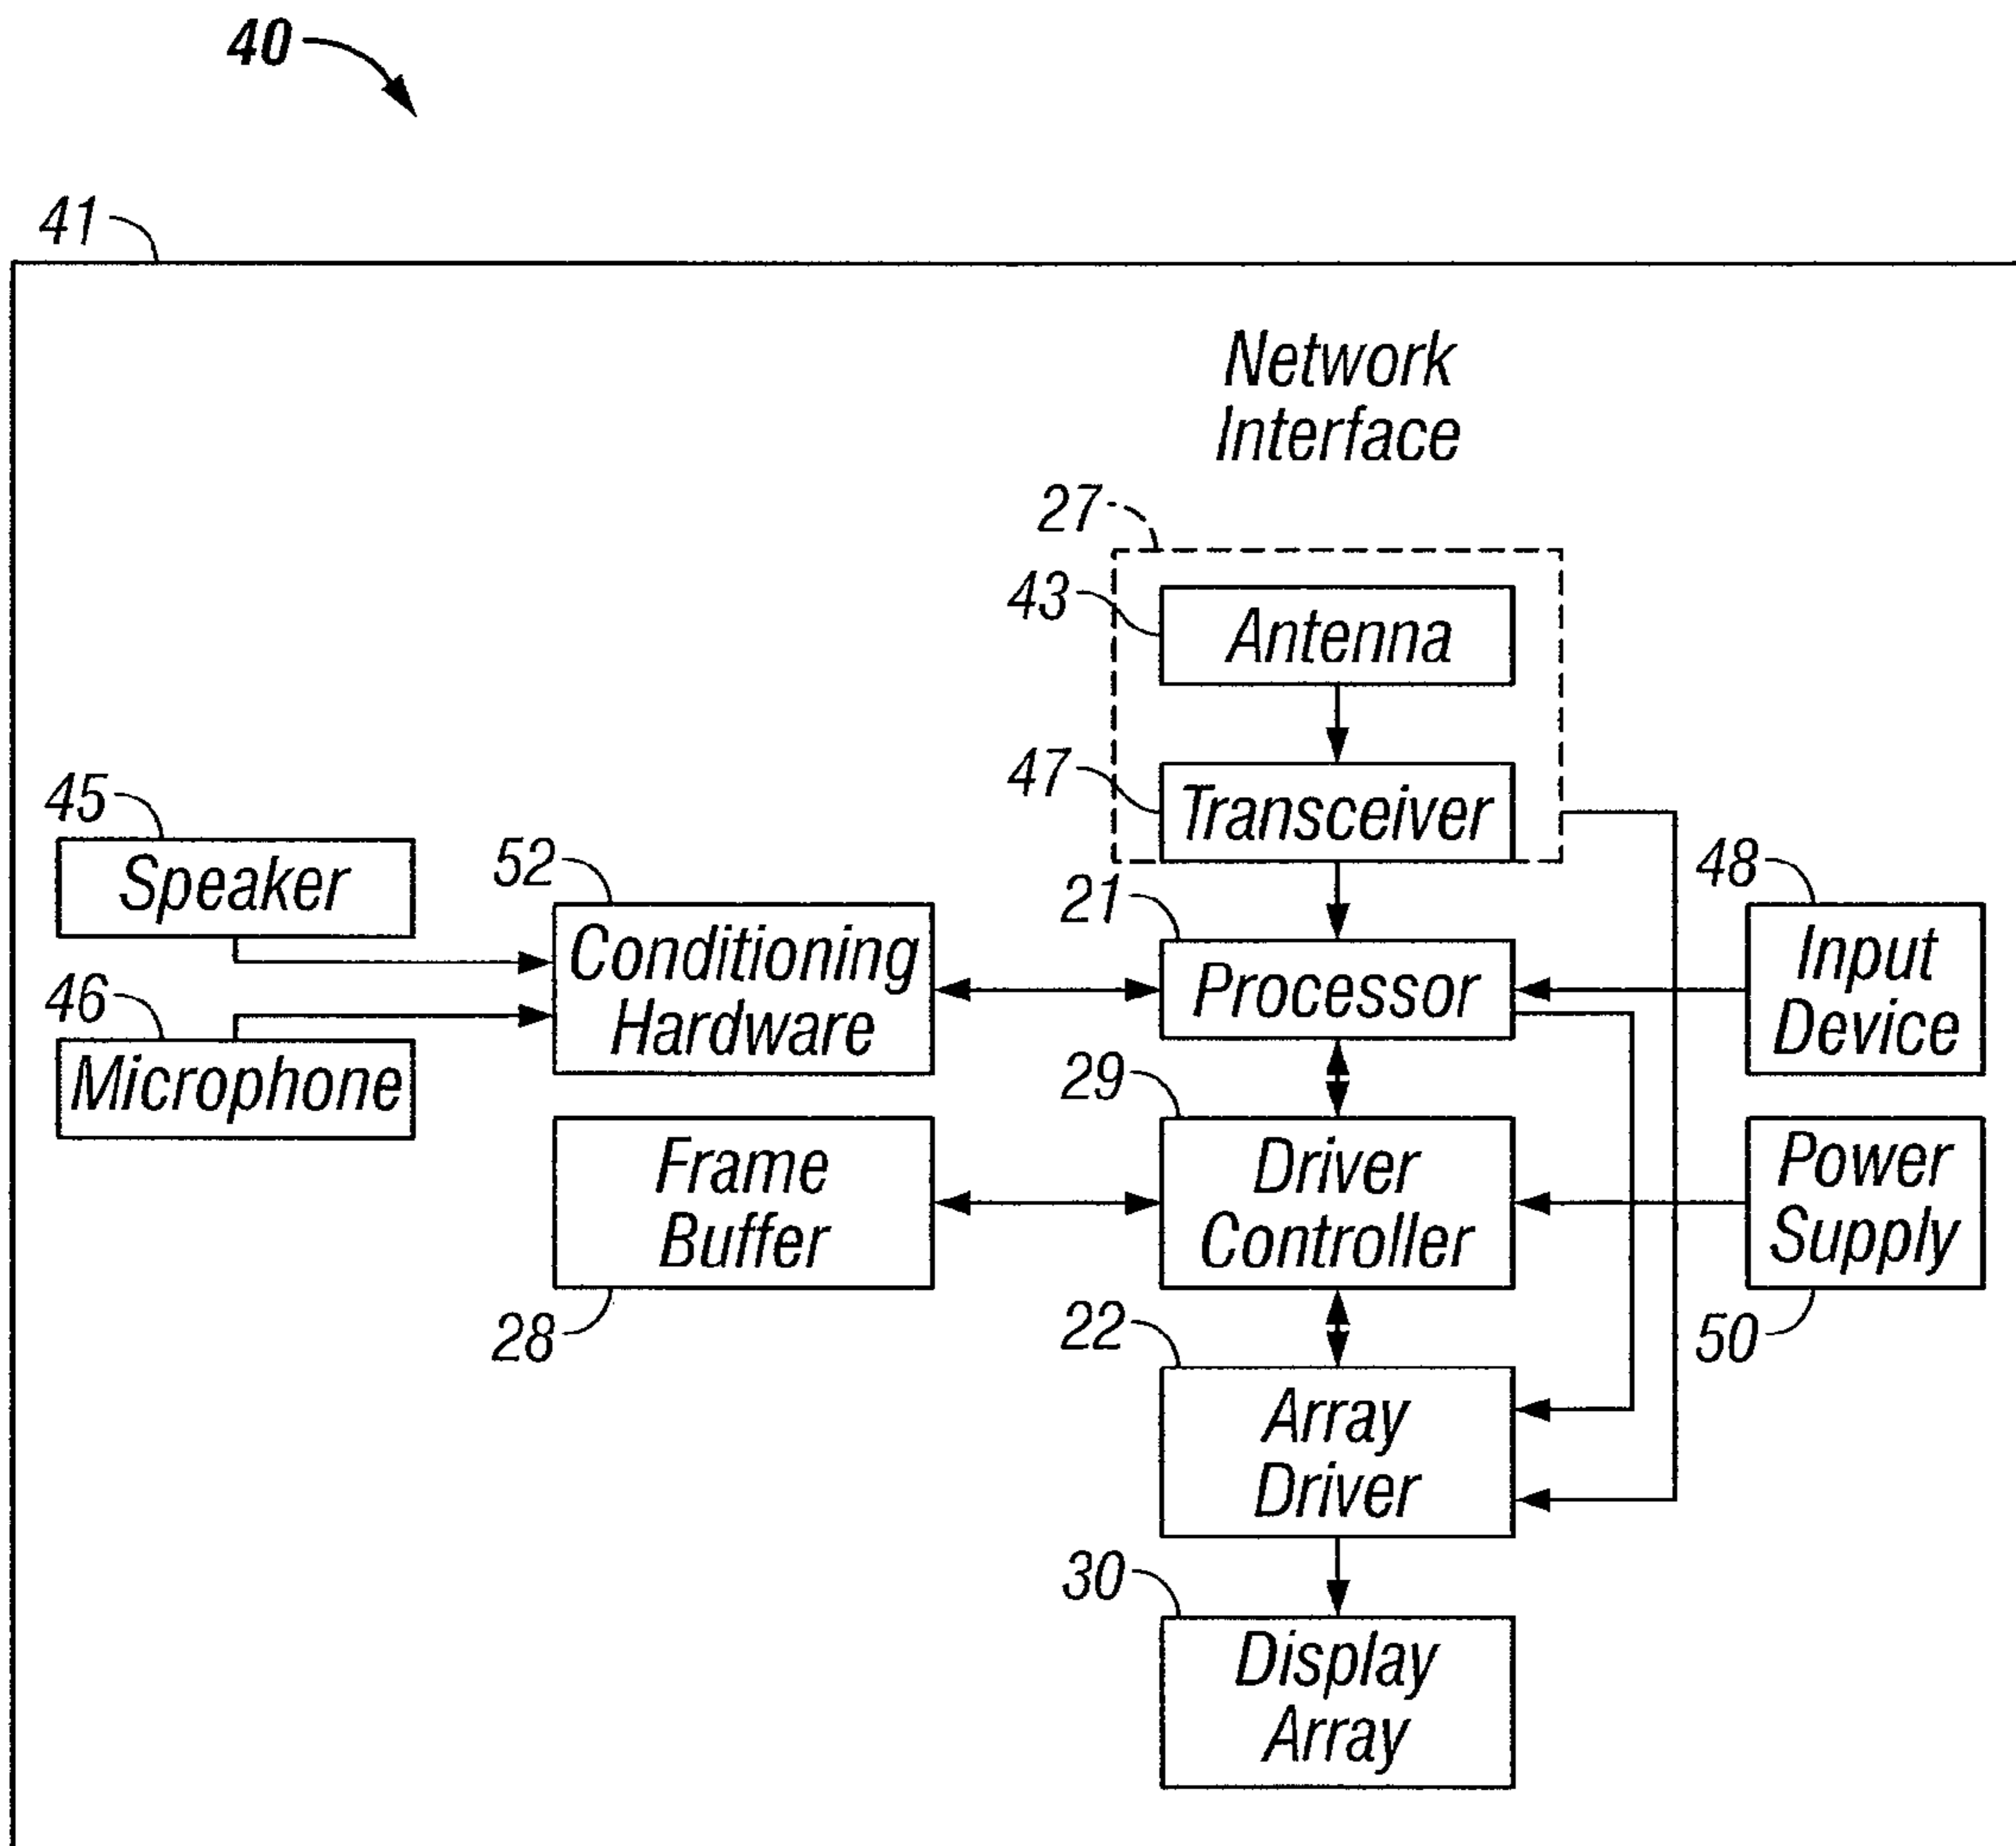 40
41
Network
Interface
27
43
Antenna
47
Transceiver
45
Speaker
52
Conditioning
Hardware
21
Processor
48
Input
Device
46
Microphone
29
Driver
Controller
Frame
Buffer
28
Power
Supply
50
22
Array
Driver
30
Display
Array